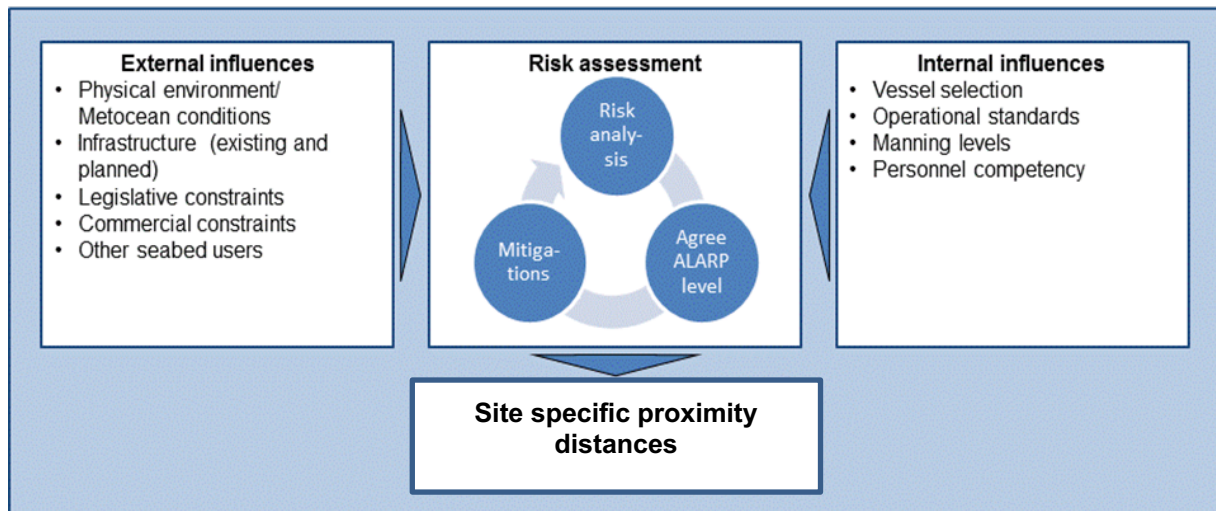 External influences
• Physical environment/
Metocean conditions
• Infrastructure (existing and
planned)
• Legislative constraints
• Commercial constraints
• Other seabed users
Risk assessment
Risk
analy-
sis
Mitiga-
tions
Agree
ALARP
level
Internal influences
• Vessel selection
• Operational standards
• Manning levels
• Personnel competency
Site specific proximity
distances